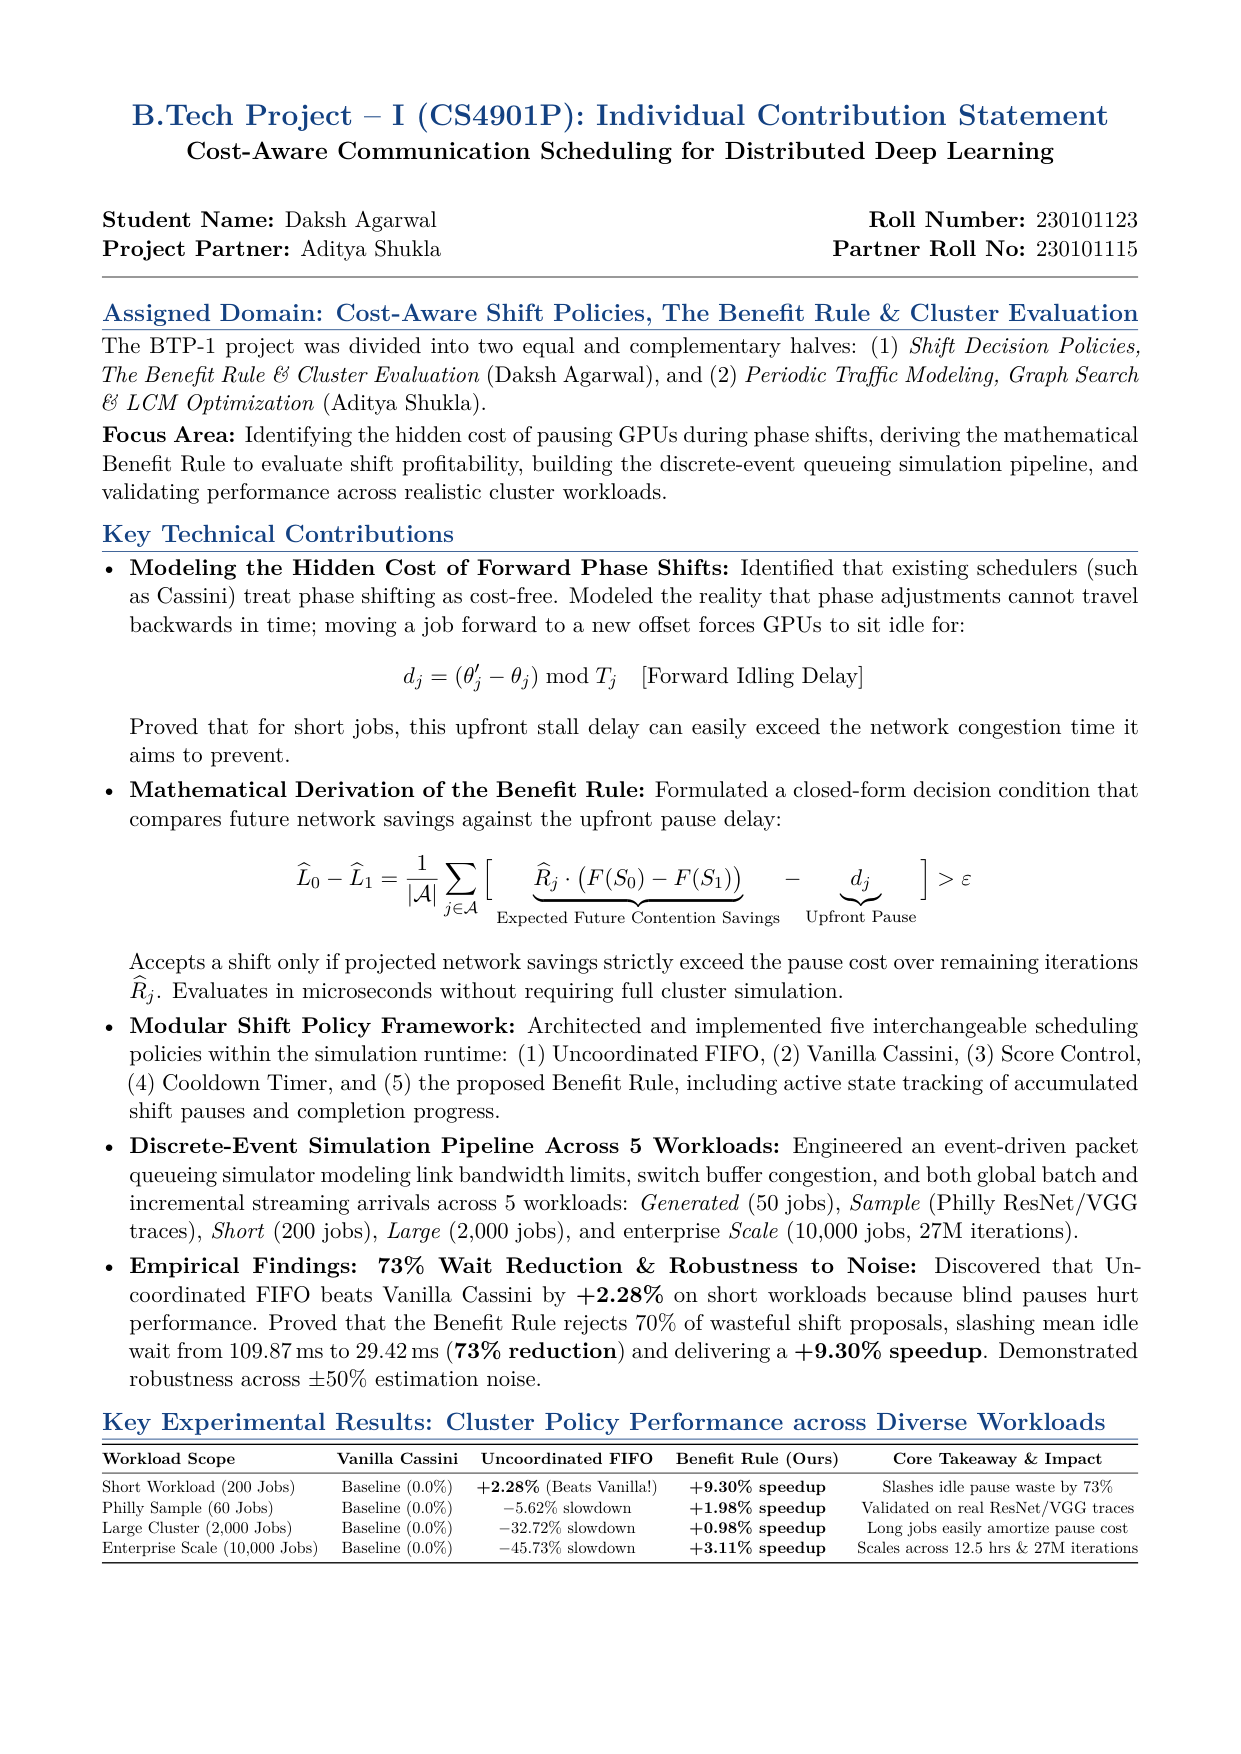 B.Tech Project – I (CS4901P): Individual Contribution Statement
Cost-Aware Communication Scheduling for Distributed Deep Learning
Student Name: Daksh Agarwal Roll Number: 230101123
Project Partner: Aditya Shukla Partner Roll No: 230101115
Assigned Domain: Cost-Aware Shift Policies, The Benefit Rule & Cluster Evaluation
The BTP-1 project was divided into two equal and complementary halves: (1) Shift Decision Policies,
The Benefit Rule & Cluster Evaluation (Daksh Agarwal), and (2) Periodic Traffic Modeling, Graph Search
& LCM Optimization (Aditya Shukla).
Focus Area: Identifying the hidden cost of pausing GPUs during phase shifts, deriving the mathematical
Benefit Rule to evaluate shift profitability, building the discrete-event queueing simulation pipeline, and
validating performance across realistic cluster workloads.
Key Technical Contributions
• Modeling the Hidden Cost of Forward Phase Shifts: Identified that existing schedulers (such
as Cassini) treat phase shifting as cost-free. Modeled the reality that phase adjustments cannot travel
backwards in time; moving a job forward to a new offset forces GPUs to sit idle for:
d_j = (θ′_j − θ_j) mod T_j [Forward Idling Delay]
Proved that for short jobs, this upfront stall delay can easily exceed the network congestion time it
aims to prevent.
• Mathematical Derivation of the Benefit Rule: Formulated a closed-form decision condition that
compares future network savings against the upfront pause delay:
L̂_0 − L̂_1 = 1/|𝒜| ∑_{j∈𝒜} [ R̂_j · (F(S_0) − F(S_1)) − d_j ] > ε
Expected Future Contention Savings Upfront Pause
Accepts a shift only if projected network savings strictly exceed the pause cost over remaining iterations
R̂_j. Evaluates in microseconds without requiring full cluster simulation.
• Modular Shift Policy Framework: Architected and implemented five interchangeable scheduling
policies within the simulation runtime: (1) Uncoordinated FIFO, (2) Vanilla Cassini, (3) Score Control,
(4) Cooldown Timer, and (5) the proposed Benefit Rule, including active state tracking of accumulated
shift pauses and completion progress.
• Discrete-Event Simulation Pipeline Across 5 Workloads: Engineered an event-driven packet
queueing simulator modeling link bandwidth limits, switch buffer congestion, and both global batch and
incremental streaming arrivals across 5 workloads: Generated (50 jobs), Sample (Philly ResNet/VGG
traces), Short (200 jobs), Large (2,000 jobs), and enterprise Scale (10,000 jobs, 27M iterations).
• Empirical Findings: 73% Wait Reduction & Robustness to Noise: Discovered that Un-
coordinated FIFO beats Vanilla Cassini by +2.28% on short workloads because blind pauses hurt
performance. Proved that the Benefit Rule rejects 70% of wasteful shift proposals, slashing mean idle
wait from 109.87 ms to 29.42 ms (73% reduction) and delivering a +9.30% speedup. Demonstrated
robustness across ±50% estimation noise.
Key Experimental Results: Cluster Policy Performance across Diverse Workloads
Workload Scope Vanilla Cassini Uncoordinated FIFO Benefit Rule (Ours) Core Takeaway & Impact
Short Workload (200 Jobs) Baseline (0.0%) +2.28% (Beats Vanilla!) +9.30% speedup Slashes idle pause waste by 73%
Philly Sample (60 Jobs) Baseline (0.0%) −5.62% slowdown +1.98% speedup Validated on real ResNet/VGG traces
Large Cluster (2,000 Jobs) Baseline (0.0%) −32.72% slowdown +0.98% speedup Long jobs easily amortize pause cost
Enterprise Scale (10,000 Jobs) Baseline (0.0%) −45.73% slowdown +3.11% speedup Scales across 12.5 hrs & 27M iterations